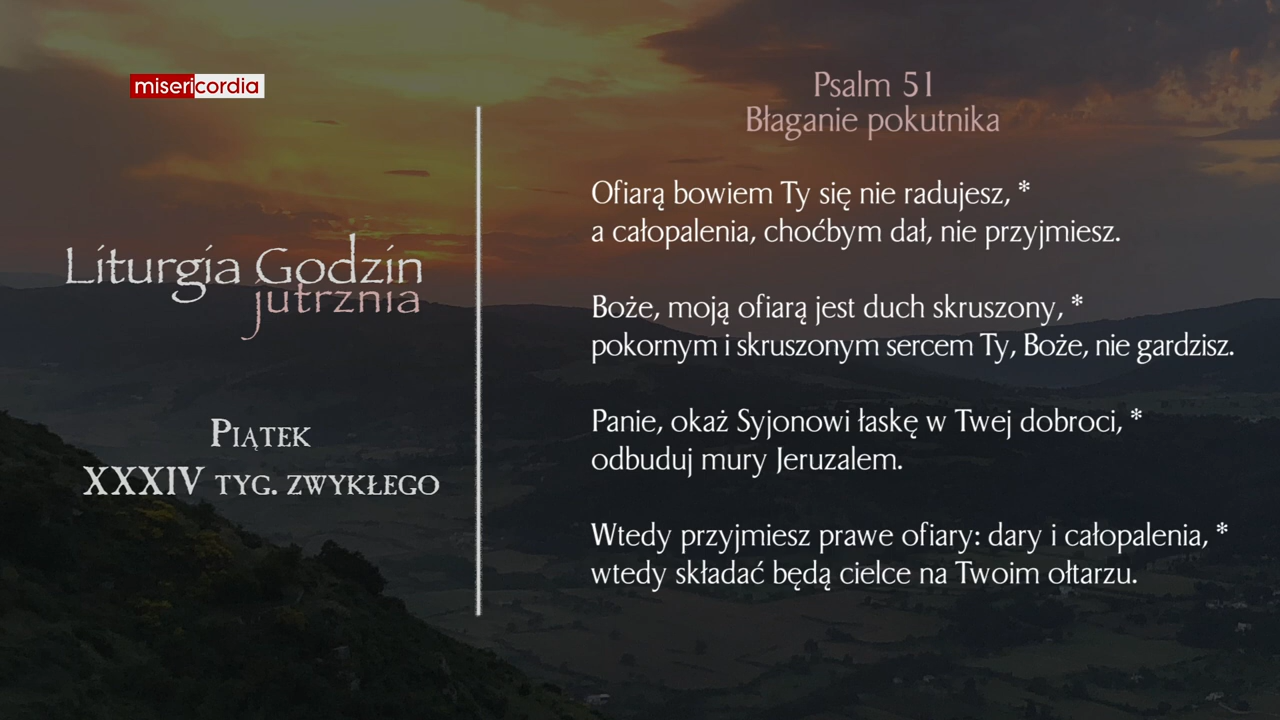 misericordia
Liturgia Godzin
jutrznia
Piątek
XXXIV tyg. zwykłego
Psalm 51
Błaganie pokutnika
Ofiarą bowiem Ty się nie radujesz, *
a całopalenia, choćbym dał, nie przyjmiesz.
Boże, moją ofiarą jest duch skruszony, *
pokornym i skruszonym sercem Ty, Boże, nie gardzisz.
Panie, okaż Syjonowi łaskę w Twej dobroci, *
odbuduj mury Jeruzalem.
Wtedy przyjmiesz prawe ofiary: dary i całopalenia, *
wtedy składać będą cielce na Twoim ołtarzu.